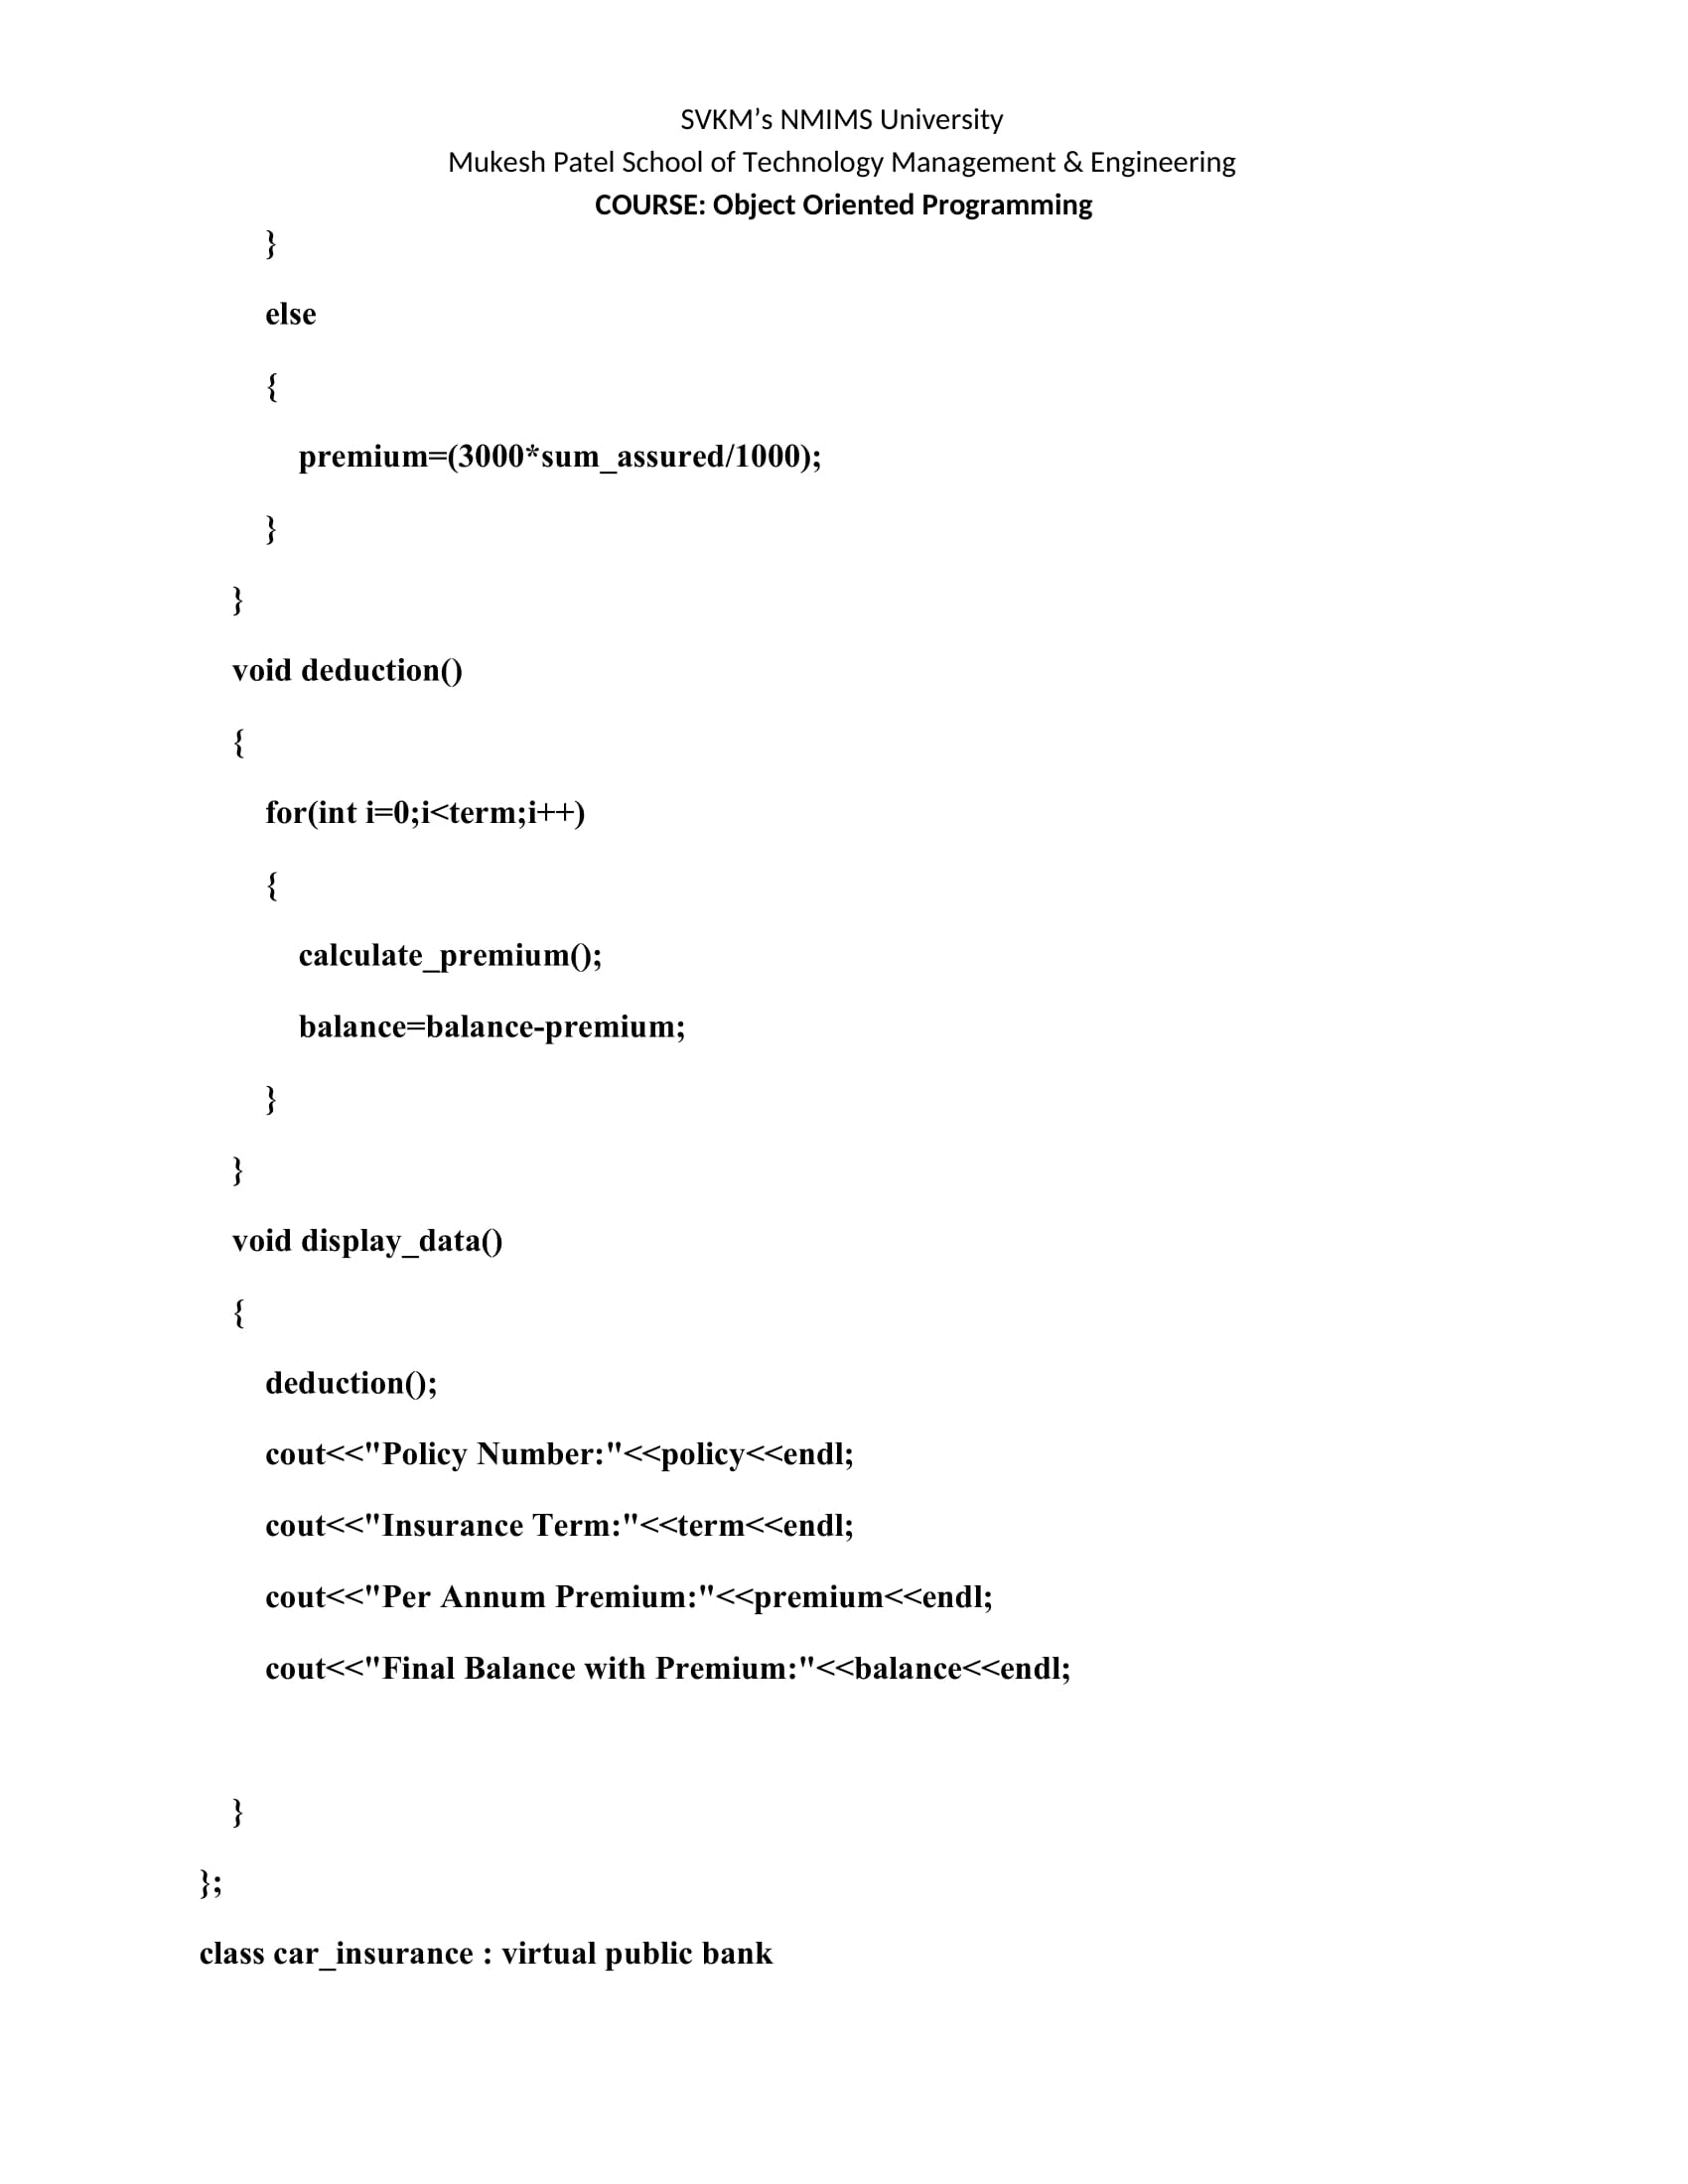 SVKM’s NMIMS University
Mukesh Patel School of Technology Management & Engineering
COURSE: Object Oriented Programming
}
else
{
premium=(3000*sum_assured/1000);
}
}
void deduction()
{
for(int i=0;i<term;i++)
{
calculate_premium();
balance=balance-premium;
}
}
void display_data()
{
deduction();
cout<<"Policy Number:"<<policy<<endl;
cout<<"Insurance Term:"<<term<<endl;
cout<<"Per Annum Premium:"<<premium<<endl;
cout<<"Final Balance with Premium:"<<balance<<endl;
}
};
class car_insurance : virtual public bank